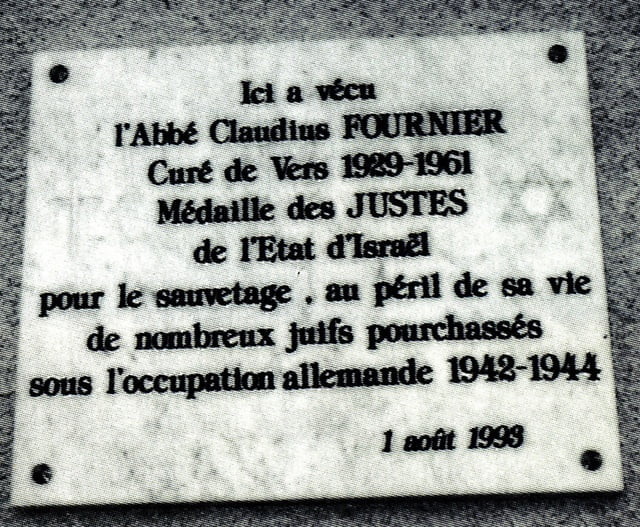 Ici a vécu
l'Abbé Claudius FOURNIER
Curé de Vers 1929-1961
Médaille des JUSTES
de l'Etat d'Israël
pour le sauvetage , au péril de sa vie
de nombreux juifs pourchassés
sous l'occupation allemande 1942-1944
1 août 1993